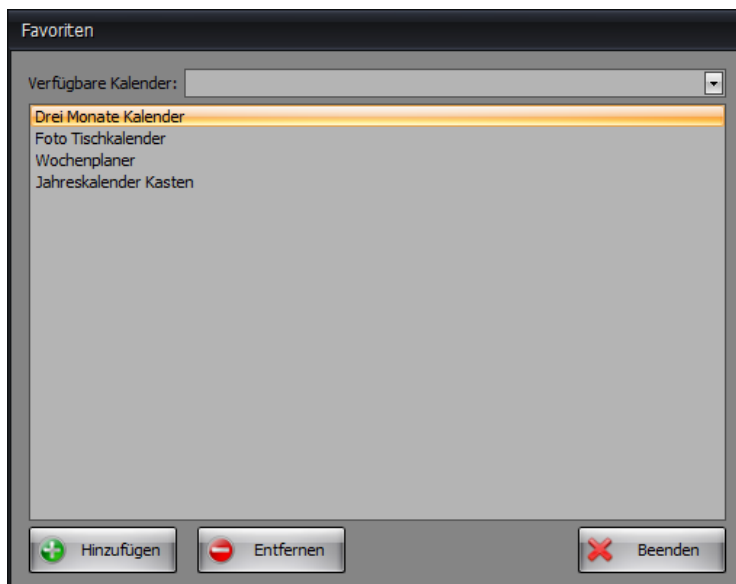 Favoriten
Verfügbare Kalender:
Drei Monate Kalender
Foto Tischkalender
Wochenplaner
Jahreskalender Kasten
Hinzufügen Entfernen Beenden